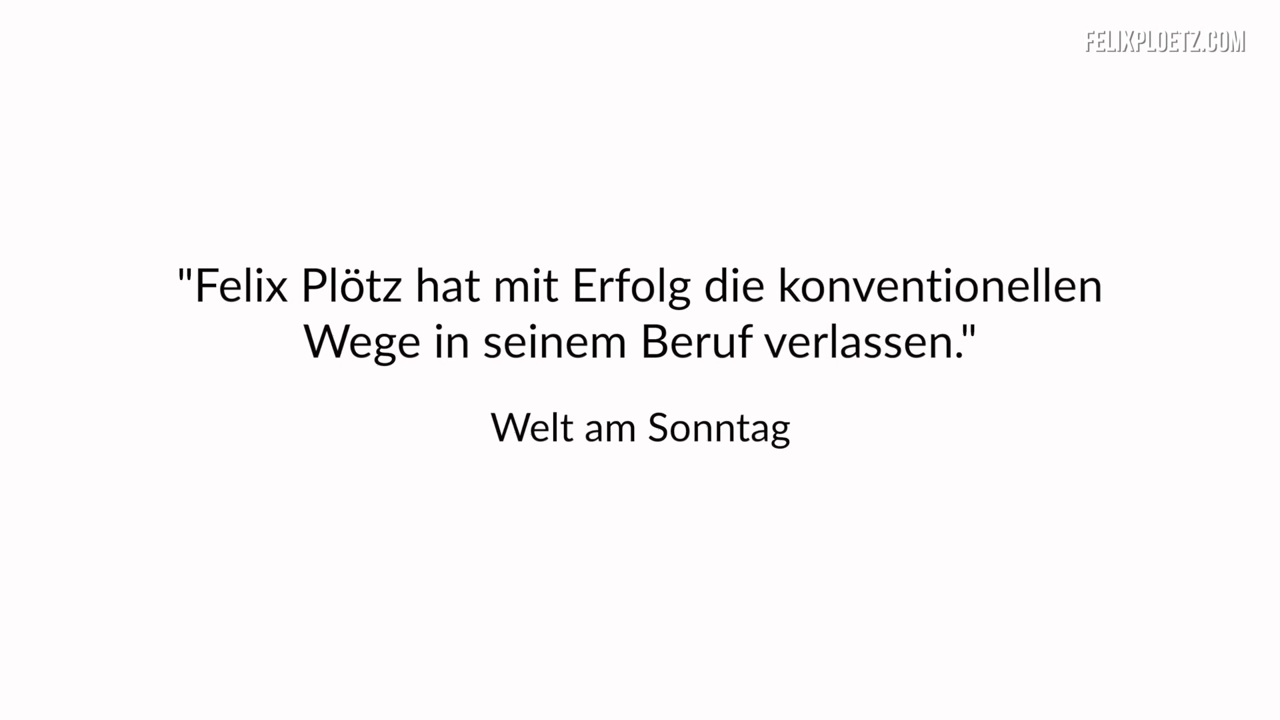 FELIXPLOETZ.COM
"Felix Plötz hat mit Erfolg die konventionellen
Wege in seinem Beruf verlassen."
Welt am Sonntag